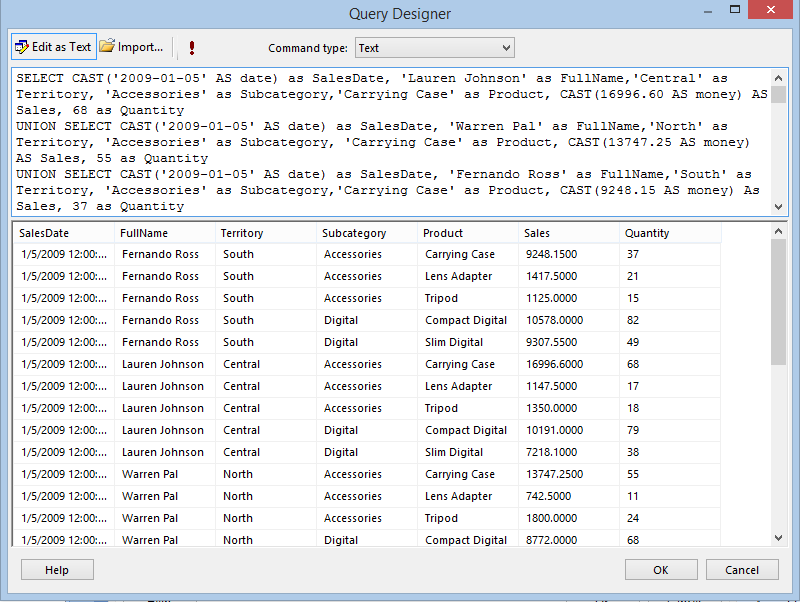 Query Designer
Edit as Text Import... Command type: Text
SELECT CAST('2009-01-05' AS date) as SalesDate, 'Lauren Johnson' as FullName,'Central' as
Territory, 'Accessories' as Subcategory,'Carrying Case' as Product, CAST(16996.60 AS money) AS
Sales, 68 as Quantity
UNION SELECT CAST('2009-01-05' AS date) as SalesDate, 'Warren Pal' as FullName,'North' as
Territory, 'Accessories' as Subcategory, 'Carrying Case' as Product, CAST(13747.25 AS money)
AS Sales, 55 as Quantity
UNION SELECT CAST('2009-01-05' AS date) as SalesDate, 'Fernando Ross' as FullName,'South' as
Territory, 'Accessories' as Subcategory,'Carrying Case' as Product, CAST(9248.15 AS money) As
Sales, 37 as Quantity
SalesDate FullName Territory Subcategory Product Sales Quantity
1/5/2009 12:00:... Fernando Ross South Accessories Carrying Case 9248.1500 37
1/5/2009 12:00:... Fernando Ross South Accessories Lens Adapter 1417.5000 21
1/5/2009 12:00:... Fernando Ross South Accessories Tripod 1125.0000 15
1/5/2009 12:00:... Fernando Ross South Digital Compact Digital 10578.0000 82
1/5/2009 12:00:... Fernando Ross South Digital Slim Digital 9307.5500 49
1/5/2009 12:00:... Lauren Johnson Central Accessories Carrying Case 16996.6000 68
1/5/2009 12:00:... Lauren Johnson Central Accessories Lens Adapter 1147.5000 17
1/5/2009 12:00:... Lauren Johnson Central Accessories Tripod 1350.0000 18
1/5/2009 12:00:... Lauren Johnson Central Digital Compact Digital 10191.0000 79
1/5/2009 12:00:... Lauren Johnson Central Digital Slim Digital 7218.1000 38
1/5/2009 12:00:... Warren Pal North Accessories Carrying Case 13747.2500 55
1/5/2009 12:00:... Warren Pal North Accessories Lens Adapter 742.5000 11
1/5/2009 12:00:... Warren Pal North Accessories Tripod 1800.0000 24
1/5/2009 12:00:... Warren Pal North Digital Compact Digital 8772.0000 68
Help OK Cancel